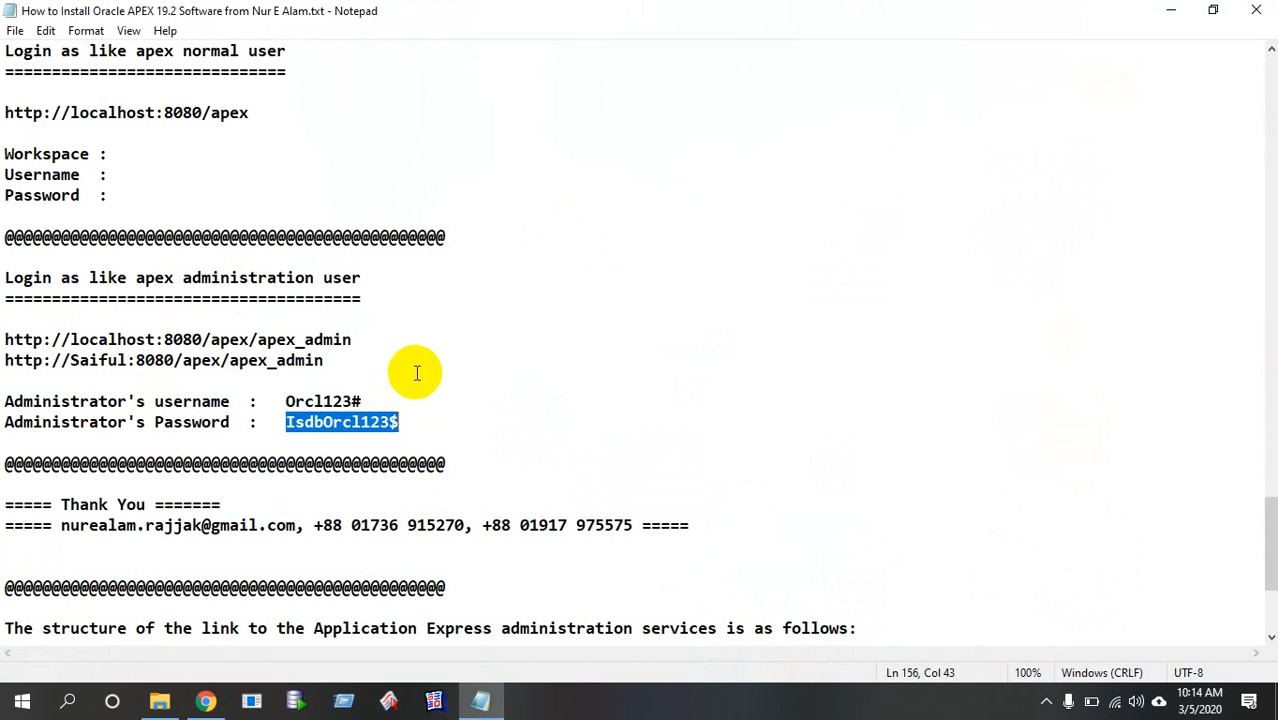 How to Install Oracle APEX 19.2 Software from Nur E Alam.txt - Notepad
File Edit Format View Help
Login as like apex normal user
==============================
http://localhost:8080/apex
Workspace :
Username :
Password :
@@@@@@@@@@@@@@@@@@@@@@@@@@@@@@@@@@@@@@@@@@@@@@@
Login as like apex administration user
======================================
http://localhost:8080/apex/apex_admin
http://Saiful:8080/apex/apex_admin
Administrator's username : Orcl123#
Administrator's Password : IsdbOrcl123$
@@@@@@@@@@@@@@@@@@@@@@@@@@@@@@@@@@@@@@@@@@@@@@@
===== Thank You =======
===== nurealam.rajjak@gmail.com, +88 01736 915270, +88 01917 975575 =====
@@@@@@@@@@@@@@@@@@@@@@@@@@@@@@@@@@@@@@@@@@@@@@@
The structure of the link to the Application Express administration services is as follows:
Ln 156, Col 43 100% Windows (CRLF) UTF-8
10:14 AM
3/5/2020